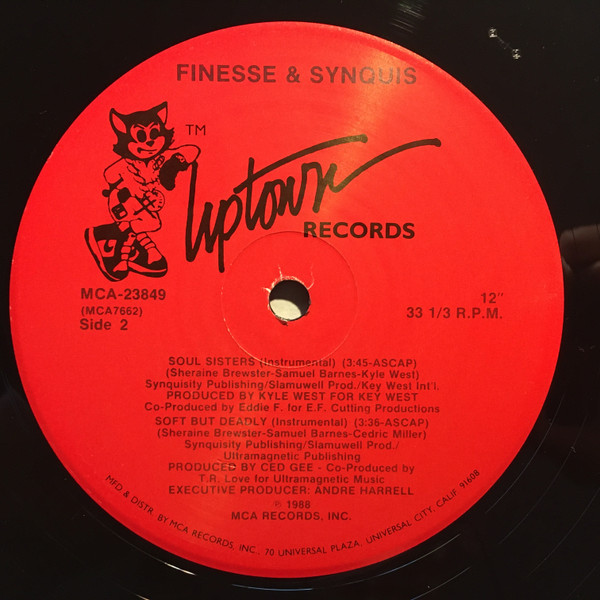 FINESSE & SYNQUIS
TM
Uptown
RECORDS
MCA-23849
(MCA7662)
Side 2
12"
33 1/3 R.P.M.
SOUL SISTERS (Instrumental) (3:45-ASCAP)
(Sheraine Brewster-Samuel Barnes-Kyle West)
Synquisity Publishing/Slamuwell Prod./Key West Int'l.
PRODUCED BY KYLE WEST FOR KEY WEST
Co-Produced by Eddie F. for E.F. Cutting Productions
SOFT BUT DEADLY (Instrumental) (3:36-ASCAP)
(Sheraine Brewster-Samuel Barnes-Cedric Miller)
Synquisity Publishing/Slamuwell Prod./
Ultramagnetic Publishing
PRODUCED BY CED GEE - Co-Produced by
T.R. Love for Ultramagnetic Music
EXECUTIVE PRODUCER: ANDRE HARRELL
℗ 1988
MCA RECORDS, INC.
MFD & DISTR. BY MCA RECORDS, INC., 70 UNIVERSAL PLAZA, UNIVERSAL CITY, CALIF. 91608